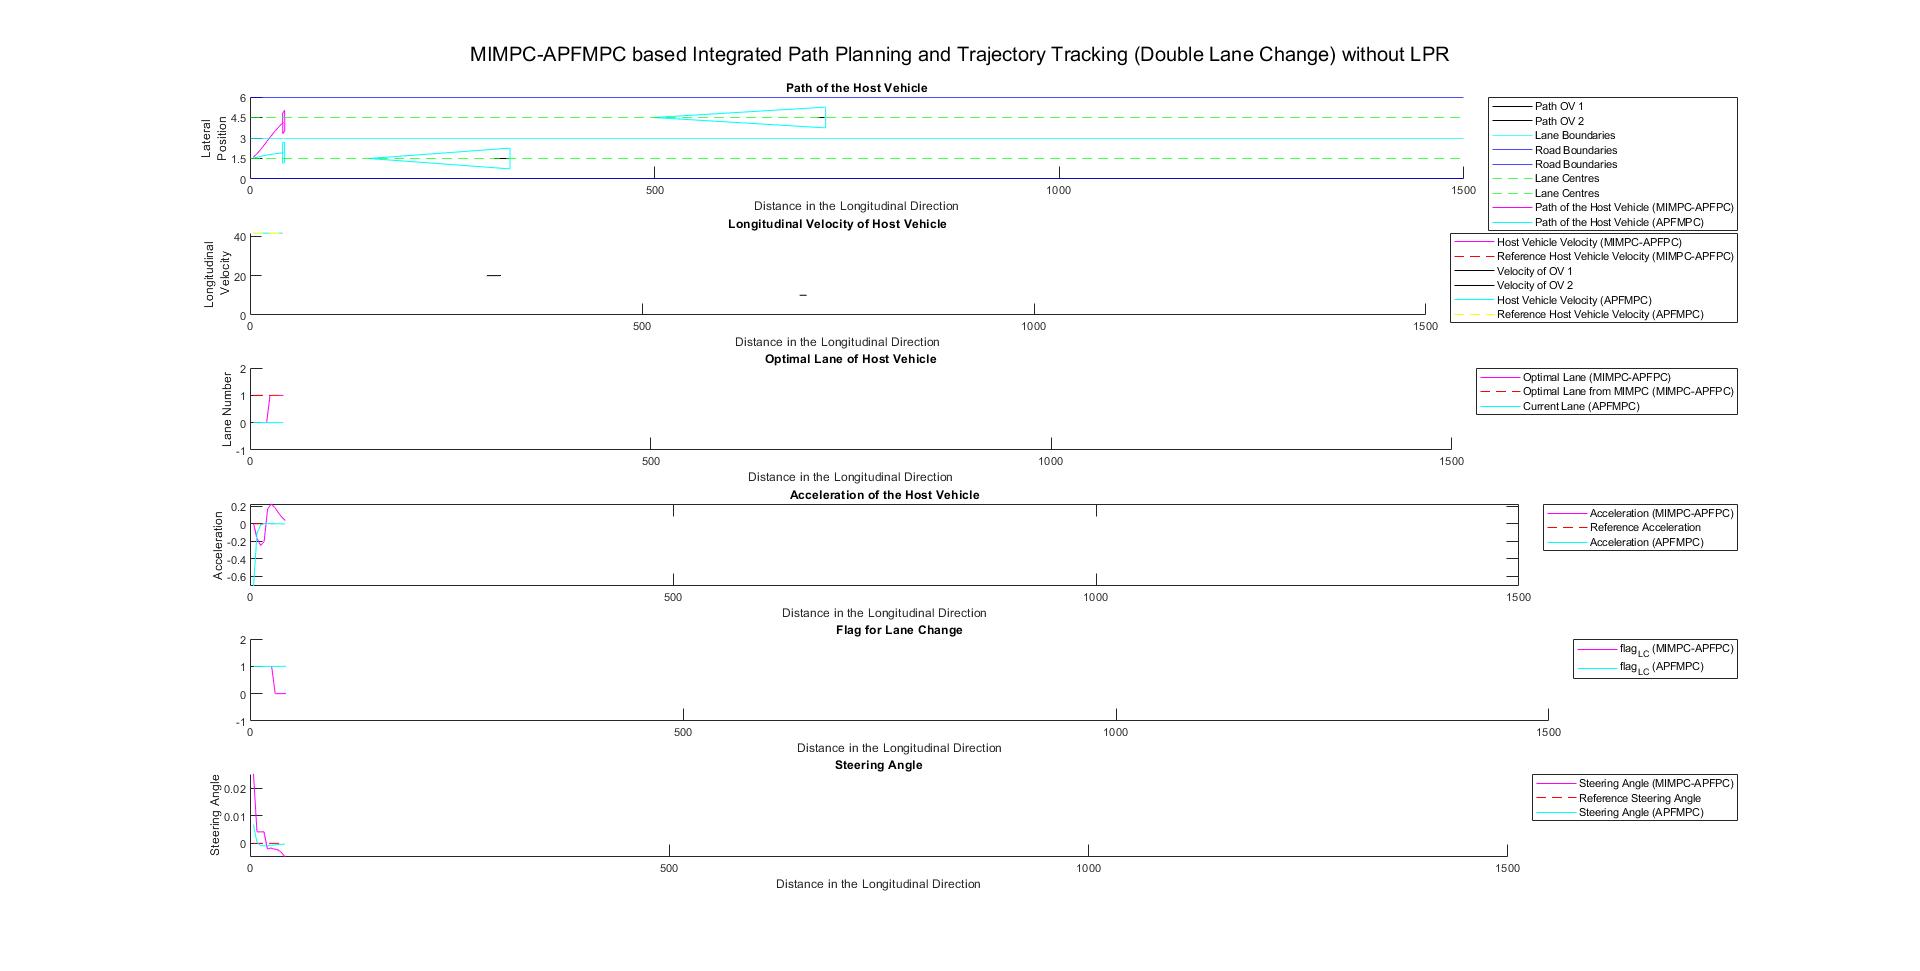 MIMPC-APFMPC based Integrated Path Planning and Trajectory Tracking (Double Lane Change) without LPR
Path of the Host Vehicle
Lateral
Position
6
4.5
3
1.5
0
0
500
1000
1500
Distance in the Longitudinal Direction
Path OV 1
Path OV 2
Lane Boundaries
Road Boundaries
Road Boundaries
Lane Centres
Lane Centres
Path of the Host Vehicle (MIMPC-APFPC)
Path of the Host Vehicle (APFMPC)
Longitudinal Velocity of Host Vehicle
Longitudinal
Velocity
40
20
0
0
500
1000
1500
Distance in the Longitudinal Direction
Host Vehicle Velocity (MIMPC-APFPC)
Reference Host Vehicle Velocity (MIMPC-APFPC)
Velocity of OV 1
Velocity of OV 2
Host Vehicle Velocity (APFMPC)
Reference Host Vehicle Velocity (APFMPC)
Optimal Lane of Host Vehicle
Lane Number
2
1
0
-1
0
500
1000
1500
Distance in the Longitudinal Direction
Optimal Lane (MIMPC-APFPC)
Optimal Lane from MIMPC (MIMPC-APFPC)
Current Lane (APFMPC)
Acceleration of the Host Vehicle
Acceleration
0.2
0
-0.2
-0.4
-0.6
0
500
1000
1500
Distance in the Longitudinal Direction
Acceleration (MIMPC-APFPC)
Reference Acceleration
Acceleration (APFMPC)
Flag for Lane Change
2
1
0
-1
0
500
1000
1500
Distance in the Longitudinal Direction
flagLC (MIMPC-APFPC)
flagLC (APFMPC)
Steering Angle
Steering Angle
0.02
0.01
0
0
500
1000
1500
Distance in the Longitudinal Direction
Steering Angle (MIMPC-APFPC)
Reference Steering Angle
Steering Angle (APFMPC)